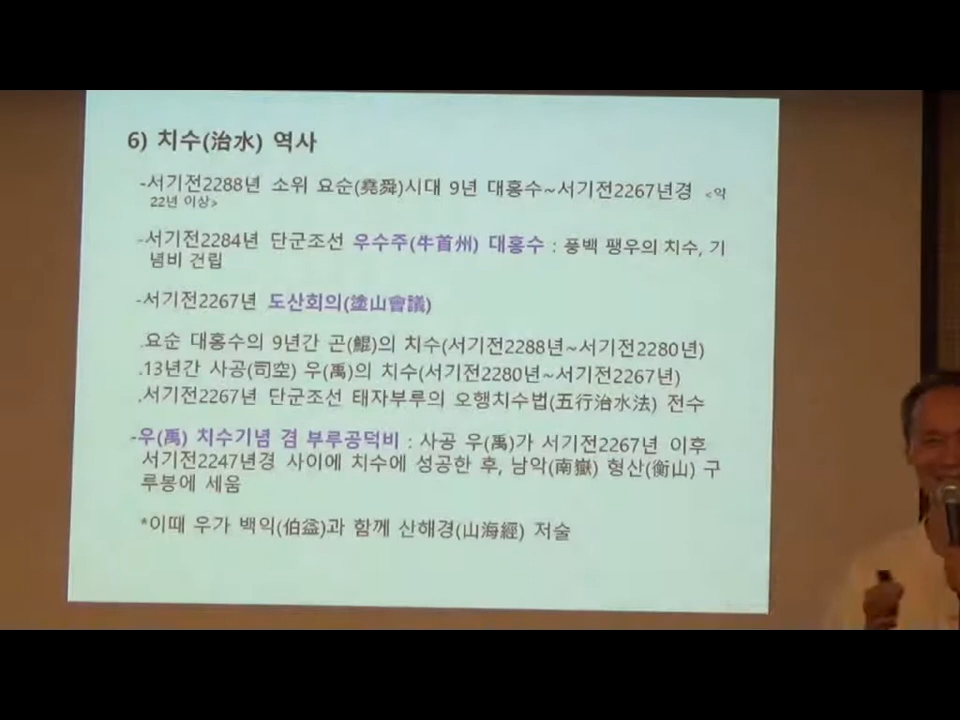 6) 치수(治水) 역사
-서기전2288년 소위 요순(堯舜)시대 9년 대홍수~서기전2267년경 <약
22년 이상>
-서기전2284년 단군조선 우수주(牛首州) 대홍수 : 풍백 팽우의 치수, 기
념비 건립
-서기전2267년 도산회의(塗山會議)
.요순 대홍수의 9년간 곤(鯤)의 치수(서기전2288년~서기전2280년)
.13년간 사공(司空) 우(禹)의 치수(서기전2280년~서기전2267년)
.서기전2267년 단군조선 태자부루의 오행치수법(五行治水法) 전수
-우(禹) 치수기념 겸 부루공덕비 : 사공 우(禹)가 서기전2267년 이후
서기전2247년경 사이에 치수에 성공한 후, 남악(南嶽) 형산(衡山) 구
루봉에 세움
*이때 우가 백익(伯益)과 함께 산해경(山海經) 저술